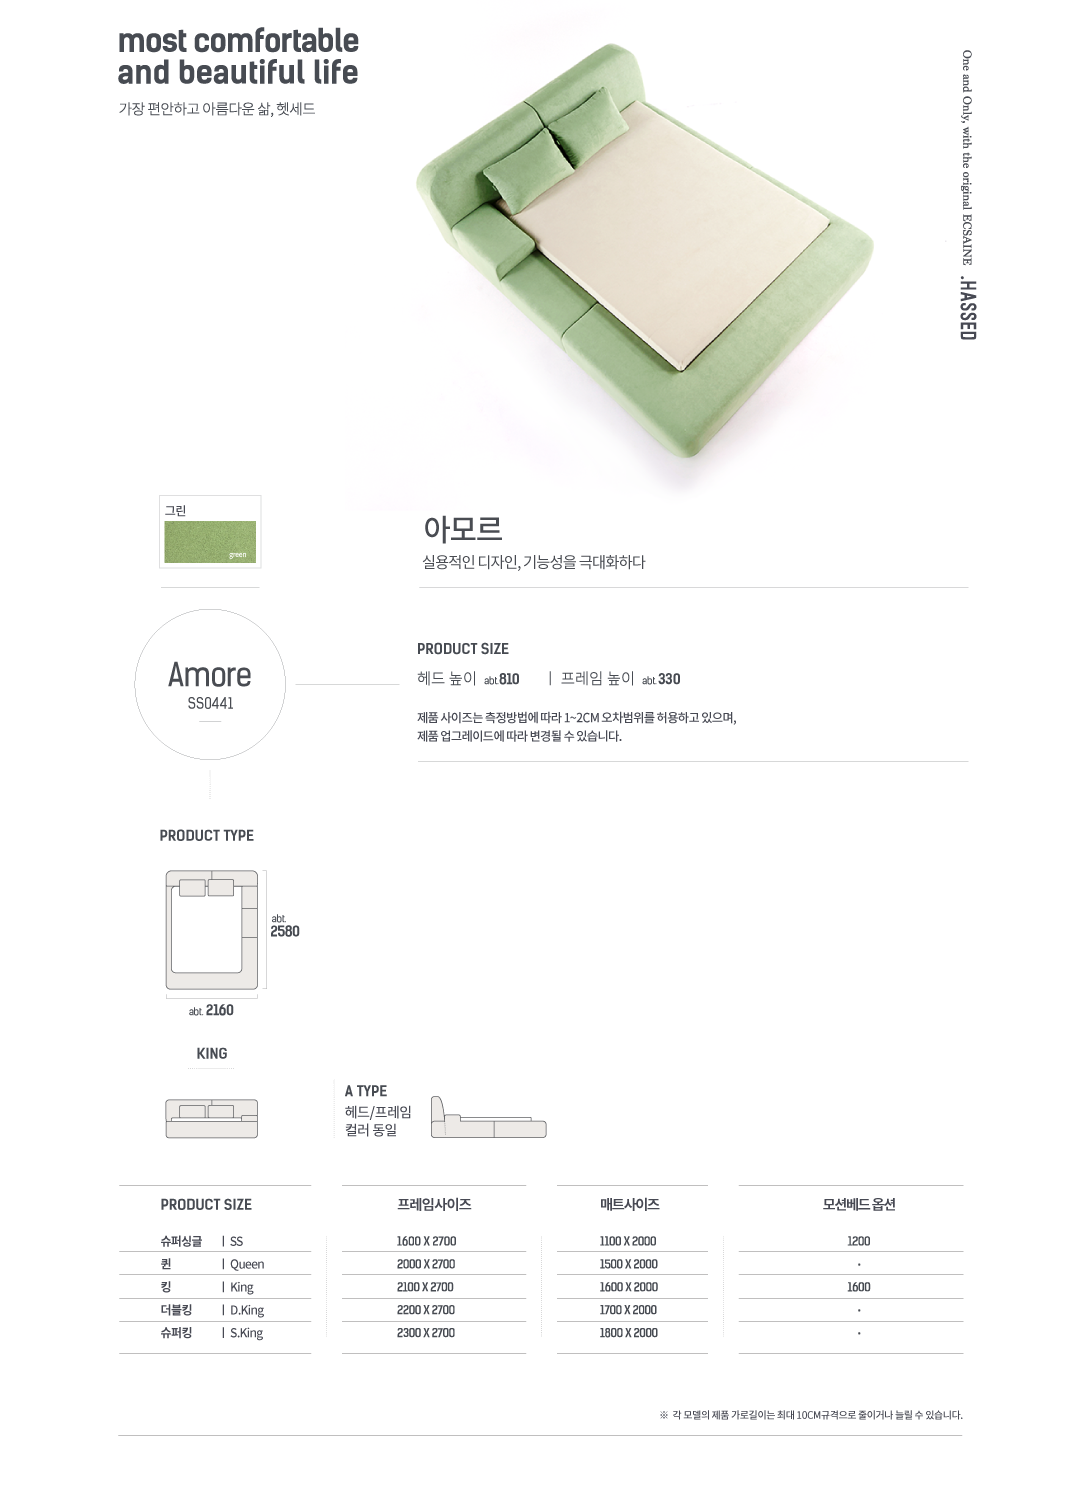 most comfortable
and beautiful life
가장 편안하고 아름다운 삶, 헷세드
One and Only, with the original ECSAINE .HASSED
그린
green
아모르
실용적인 디자인, 기능성을 극대화하다
Amore
SS0441
PRODUCT SIZE
헤드 높이 abt.810 | 프레임 높이 abt.330
제품 사이즈는 측정방법에 따라 1~2CM 오차범위를 허용하고 있으며,
제품 업그레이드에 따라 변경될 수 있습니다.
PRODUCT TYPE
abt.
2580
abt. 2160
KING
A TYPE
헤드/프레임
컬러 동일
PRODUCT SIZE 프레임사이즈 매트사이즈 모션베드 옵션
슈퍼싱글 | SS 1600 X 2700 1100 X 2000 1200
퀸 | Queen 2000 X 2700 1500 X 2000 •
킹 | King 2100 X 2700 1600 X 2000 1600
더블킹 | D.King 2200 X 2700 1700 X 2000 •
슈퍼킹 | S.King 2300 X 2700 1800 X 2000 •
※ 각 모델의 제품 가로길이는 최대 10CM규격으로 줄이거나 늘릴 수 있습니다.